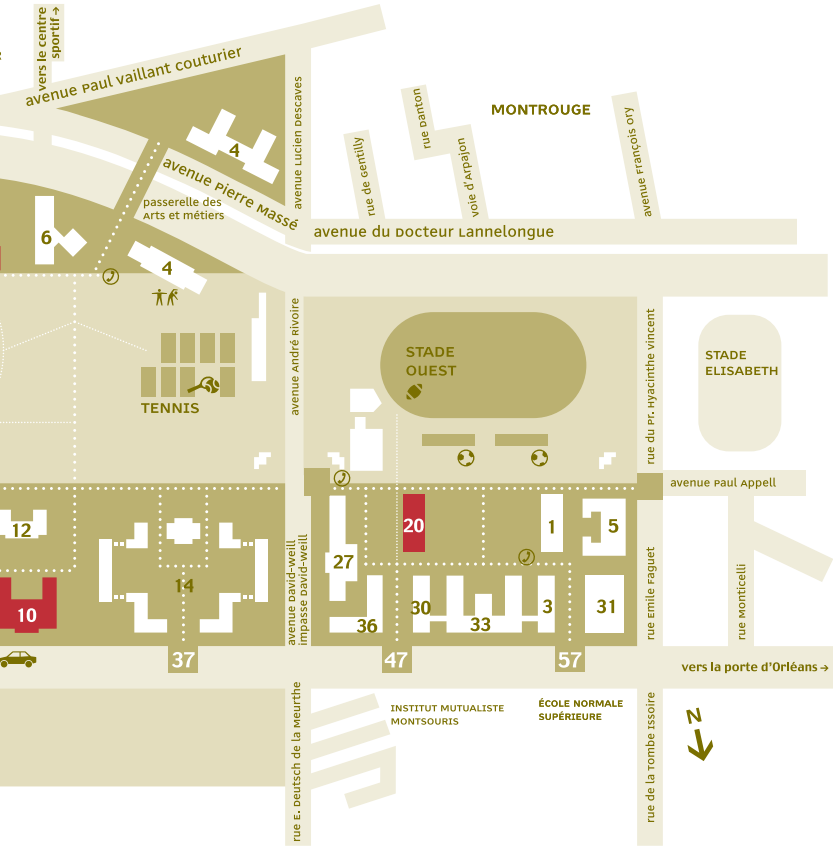 vers le centre
sportif →
avenue Paul Vaillant Couturier
4
avenue Lucien Descaves
avenue Pierre Massé
passerelle des
Arts et métiers
rue de Gentilly
rue Danton
voie d'Arpajon
MONTROUGE
avenue François Ory
avenue du Docteur Lannelongue
6
4
avenue André Rivoire
STADE
OUEST
rue du Pr. Hyacinthe Vincent
STADE
ELISABETH
TENNIS
avenue Paul Appell
12
14
10
avenue David-Weill
impasse David-Weill
27
20
1
5
36
30
33
3
31
rue Emile Faguet
rue Monticelli
37
47
57
vers la porte d'Orléans →
rue E. Deutsch de la Meurthe
INSTITUT MUTUALISTE
MONTSOURIS
ÉCOLE NORMALE
SUPÉRIEURE
rue de la Tombe Issoire
N